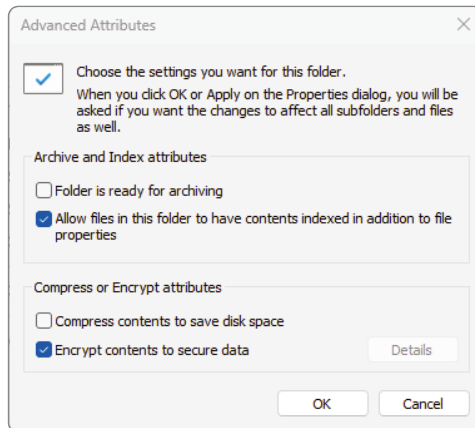 Advanced Attributes
Choose the settings you want for this folder.
When you click OK or Apply on the Properties dialog, you will be
asked if you want the changes to affect all subfolders and files
as well.
Archive and Index attributes
Folder is ready for archiving
Allow files in this folder to have contents indexed in addition to file
properties
Compress or Encrypt attributes
Compress contents to save disk space
Encrypt contents to secure data
Details
OK
Cancel